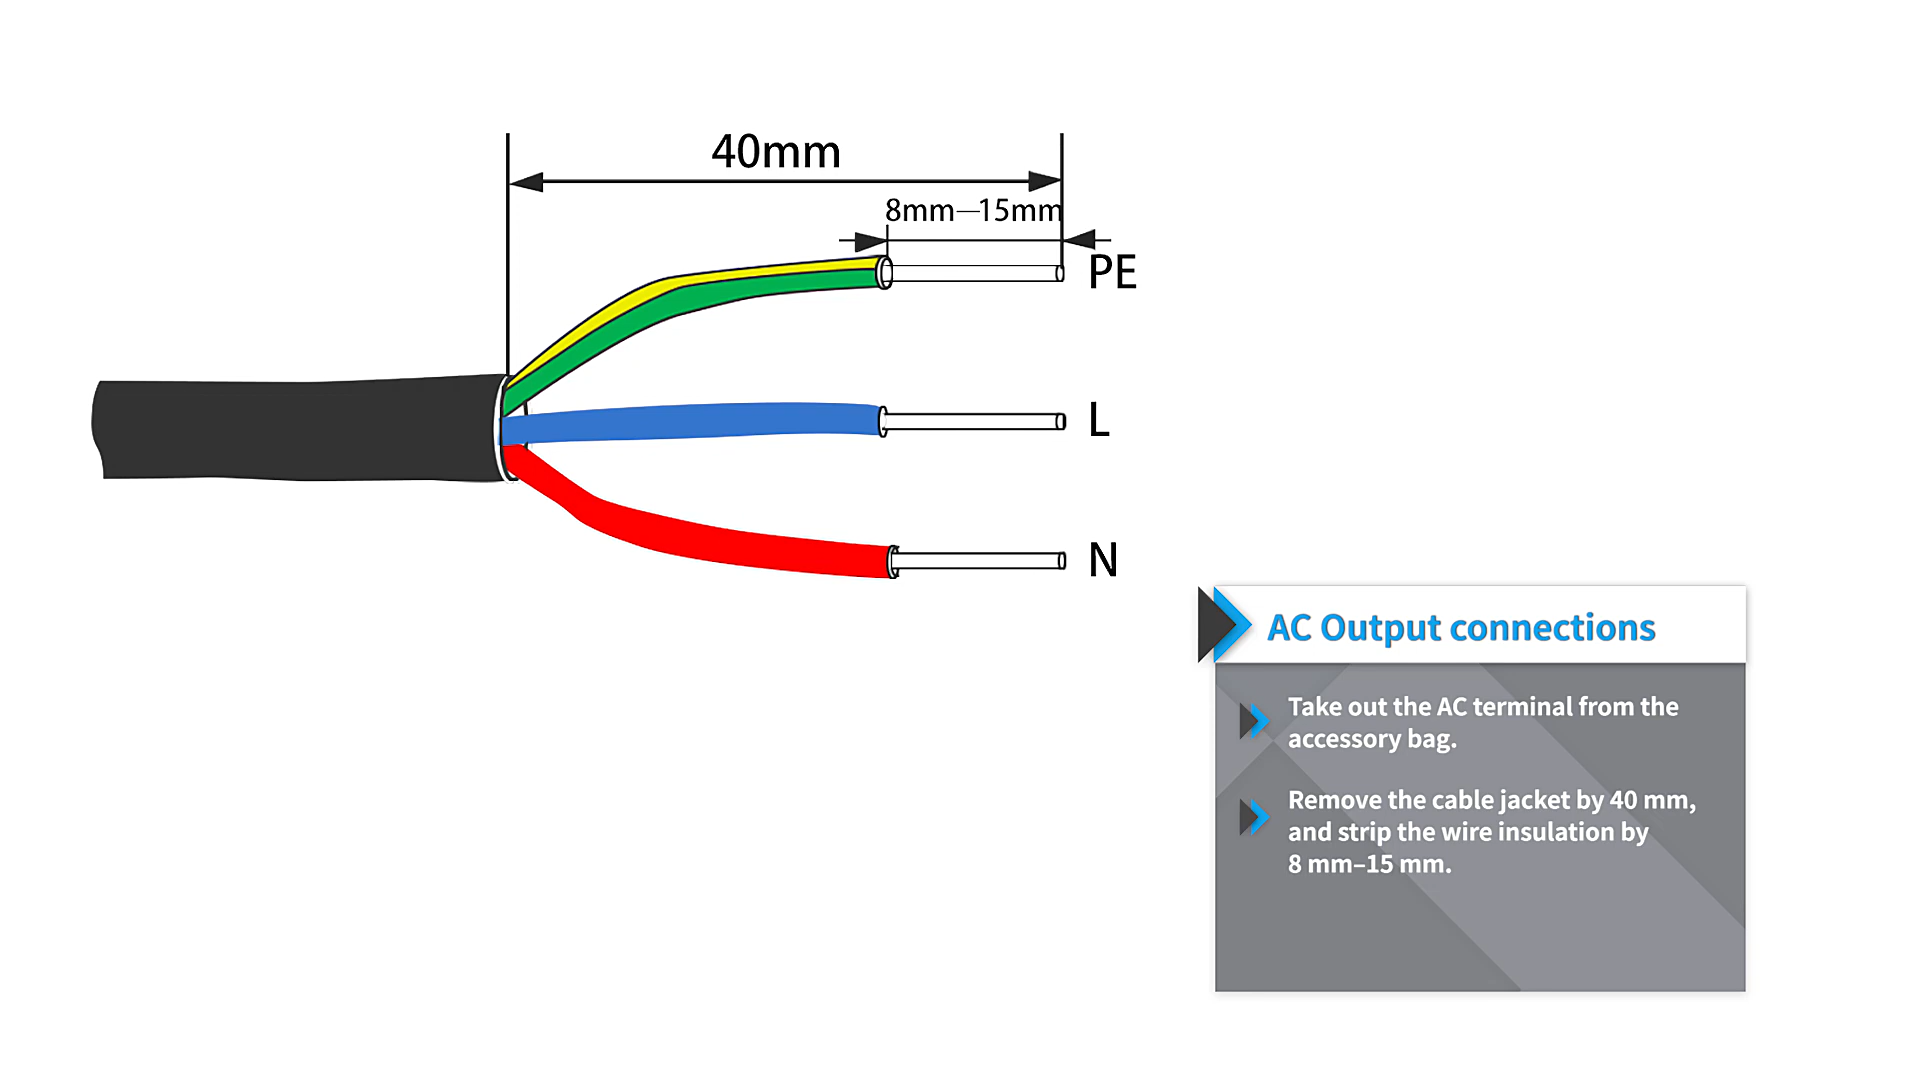 40mm
8mm—15mm
PE
L
N
AC Output connections
Take out the AC terminal from the
accessory bag.
Remove the cable jacket by 40 mm,
and strip the wire insulation by
8 mm–15 mm.